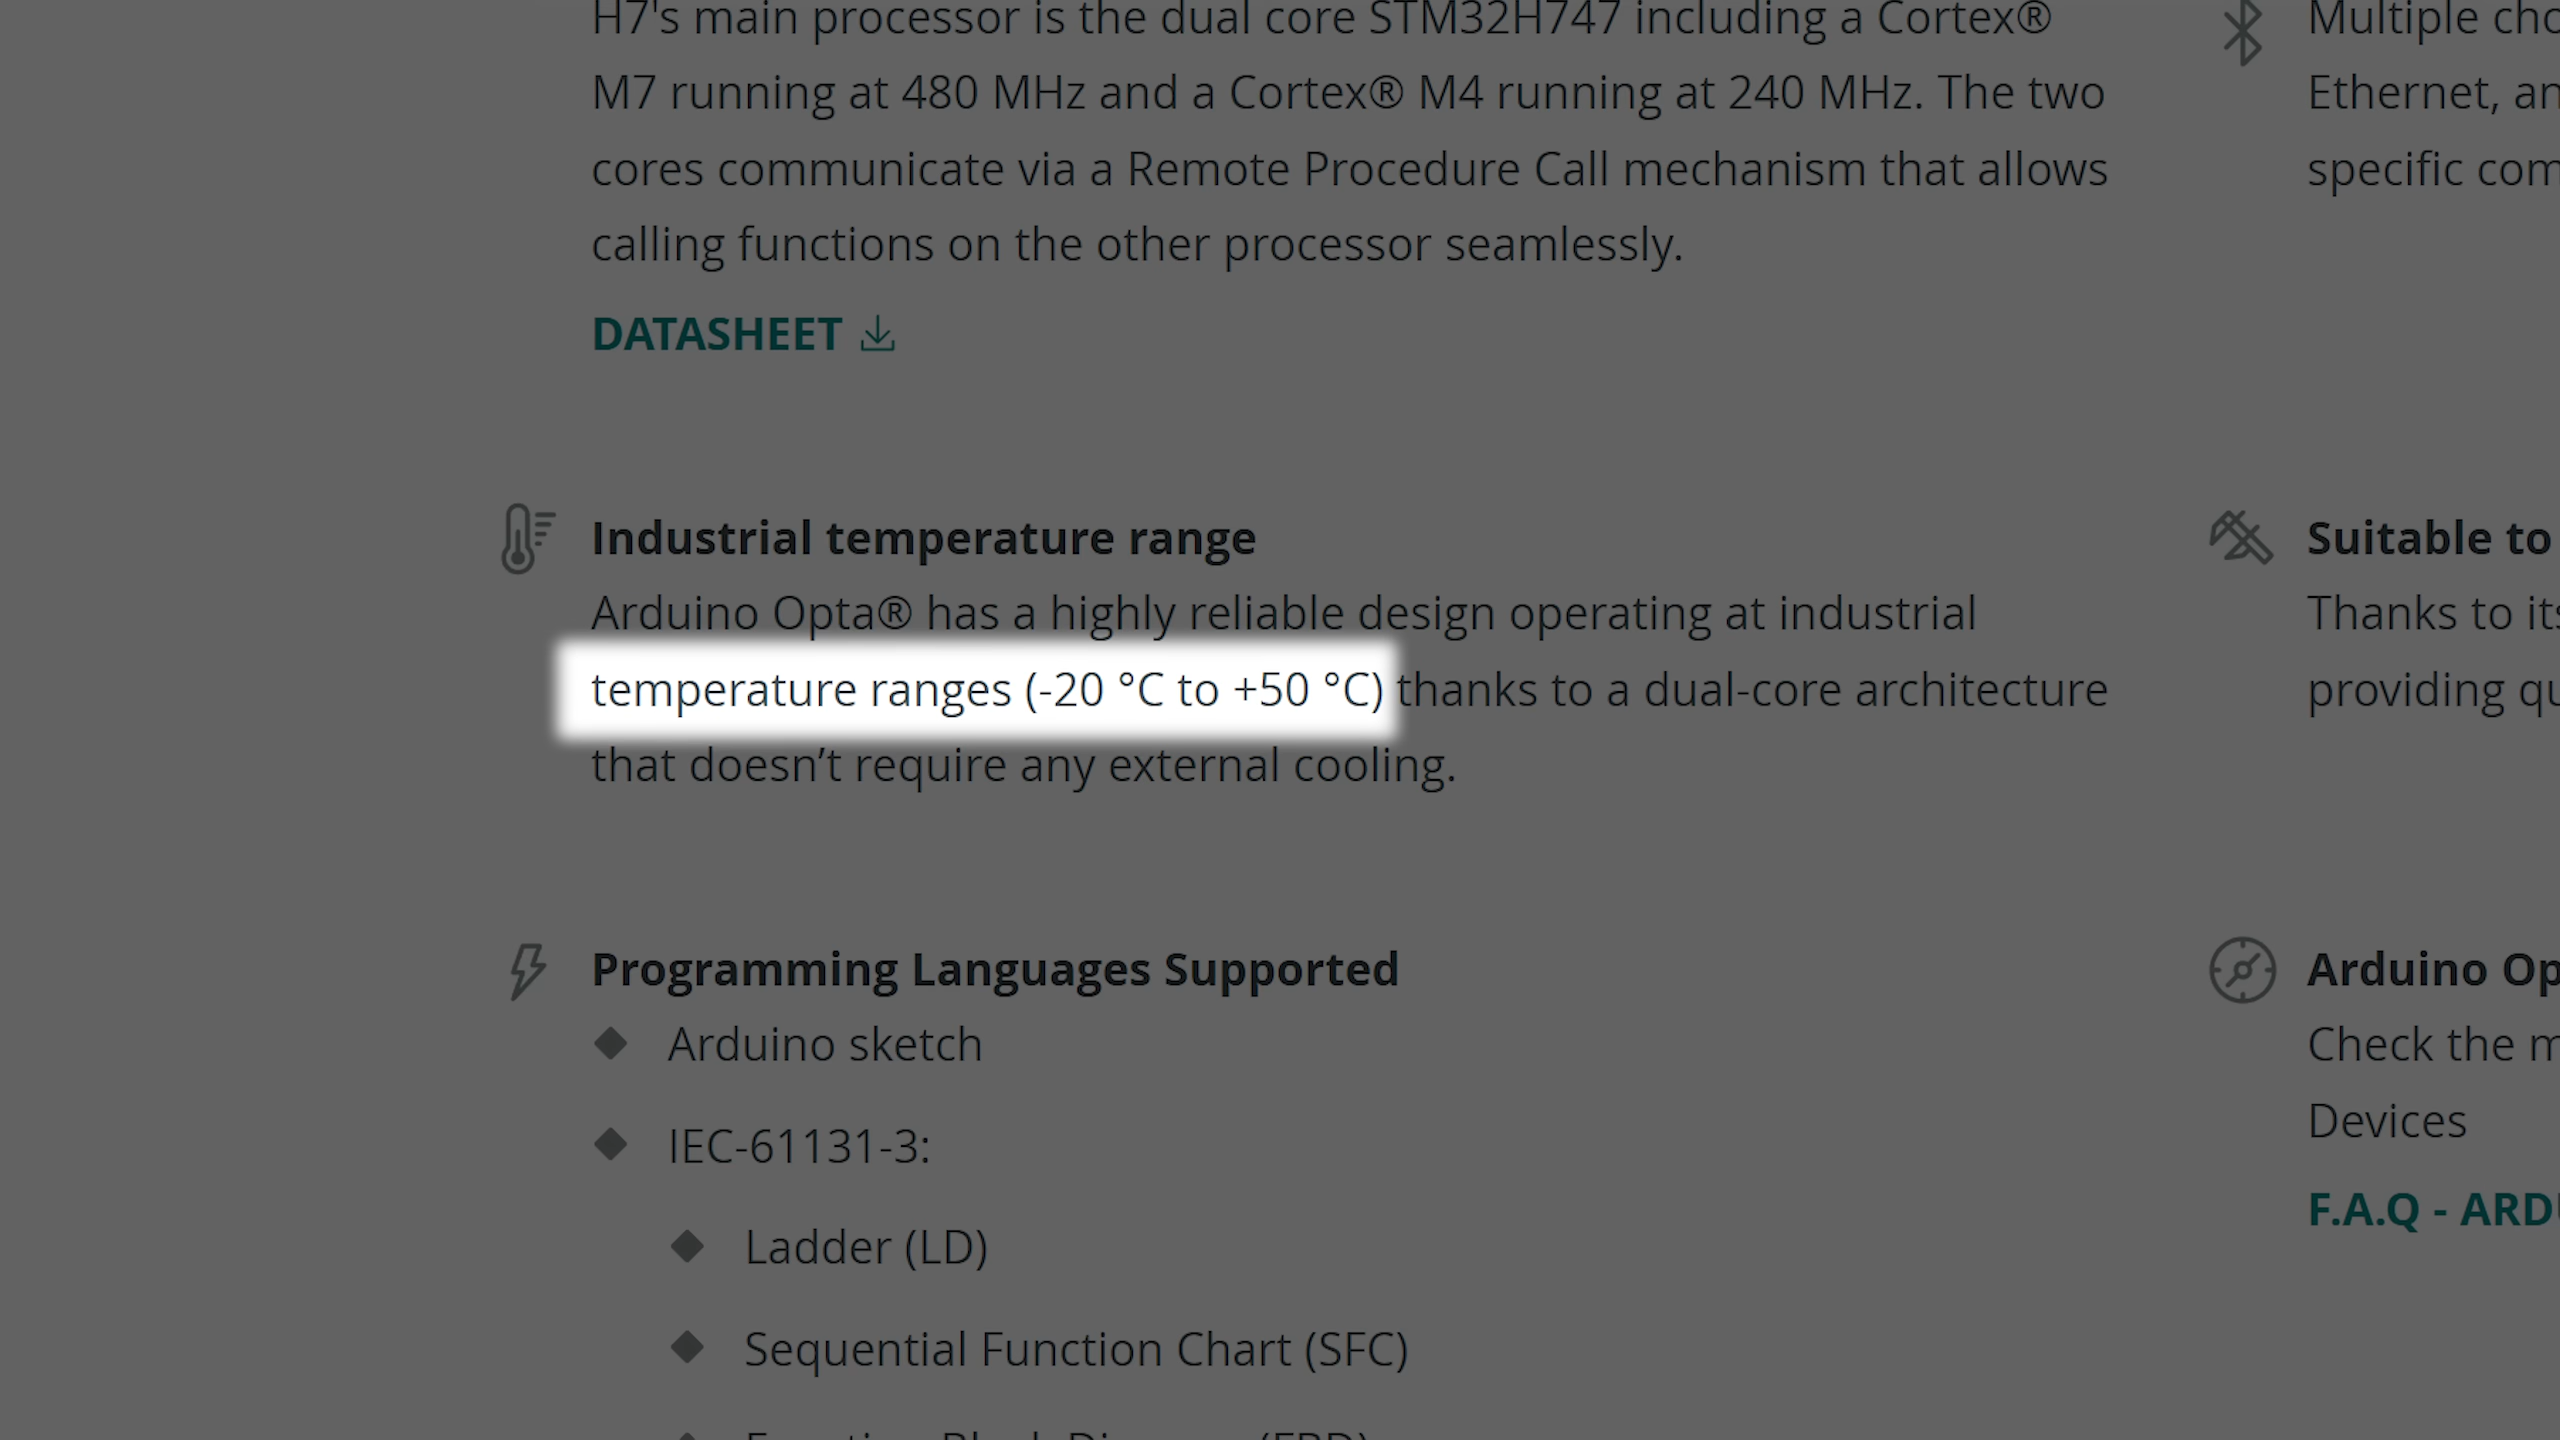 H7's main processor is the dual core STM32H747 including a Cortex®
M7 running at 480 MHz and a Cortex® M4 running at 240 MHz. The two
cores communicate via a Remote Procedure Call mechanism that allows
calling functions on the other processor seamlessly.
DATASHEET
Industrial temperature range
Arduino Opta® has a highly reliable design operating at industrial
temperature ranges (-20 °C to +50 °C) thanks to a dual-core architecture
that doesn’t require any external cooling.
Programming Languages Supported
Arduino sketch
IEC-61131-3:
Ladder (LD)
Sequential Function Chart (SFC)
Multiple
Ethernet,
specific
Suitable to
Thanks to
providing
Arduino
Check the
Devices
F.A.Q -